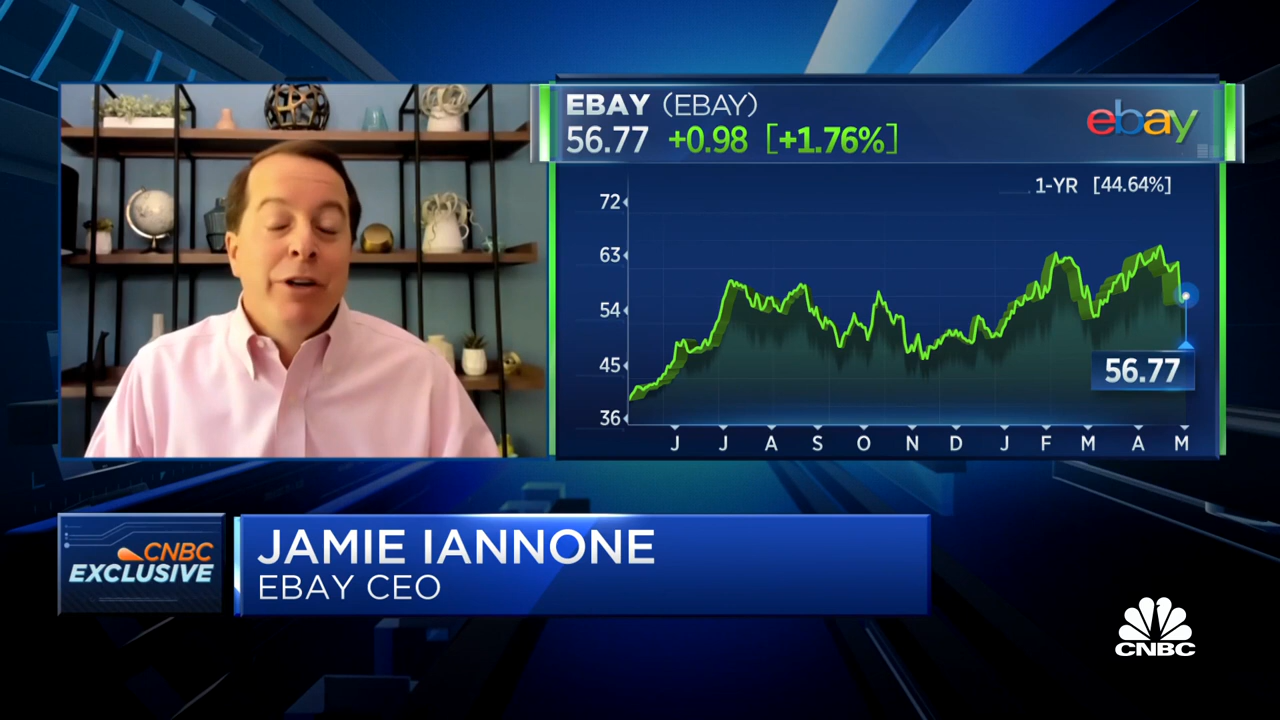 EBAY (EBAY)
56.77 +0.98 [+1.76%]
ebay
1-YR [44.64%]
72
63
54
45
36
56.77
J J A S O N D J F M A M
CNBC
EXCLUSIVE
JAMIE IANNONE
EBAY CEO
CNBC